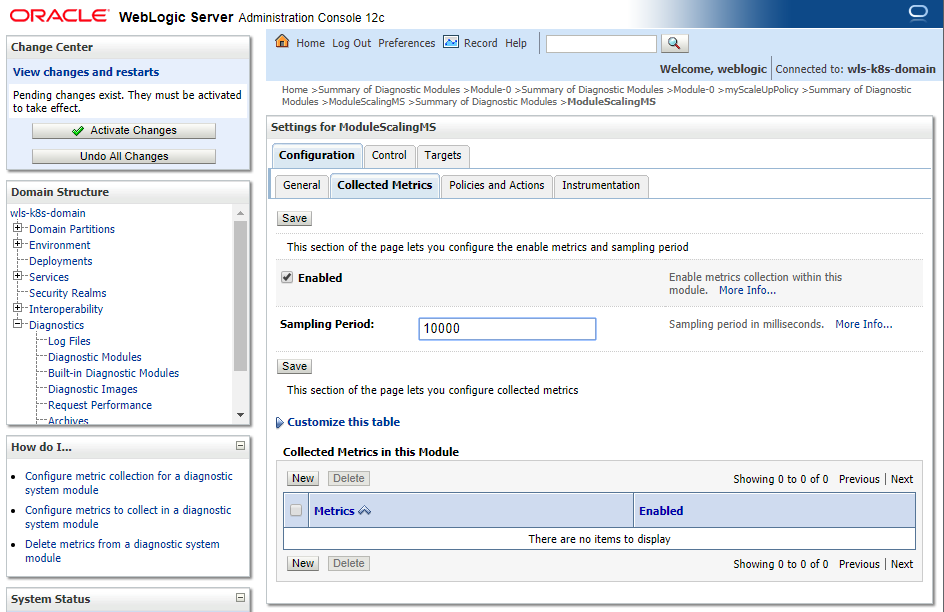 ORACLE WebLogic Server Administration Console 12c
Change Center
View changes and restarts
Pending changes exist. They must be activated
to take effect.
Activate Changes
Undo All Changes
Domain Structure
wls-k8s-domain
Domain Partitions
Environment
Deployments
Services
Security Realms
Interoperability
Diagnostics
Log Files
Diagnostic Modules
Built-in Diagnostic Modules
Diagnostic Images
Request Performance
Archives
How do I...
Configure metric collection for a diagnostic
system module
Configure metrics to collect in a diagnostic
system module
Delete metrics from a diagnostic system
module
System Status
Home Log Out Preferences Record Help
Welcome, weblogic Connected to: wls-k8s-domain
Home >Summary of Diagnostic Modules >Module-0 >Summary of Diagnostic Modules >Module-0 >myScaleUpPolicy >Summary of Diagnostic
Modules >ModuleScalingMS >Summary of Diagnostic Modules >ModuleScalingMS
Settings for ModuleScalingMS
Configuration Control Targets
General Collected Metrics Policies and Actions Instrumentation
Save
This section of the page lets you configure the enable metrics and sampling period
Enabled Enable metrics collection within this
module. More Info...
Sampling Period: 10000 Sampling period in milliseconds. More Info...
Save
This section of the page lets you configure collected metrics
Customize this table
Collected Metrics in this Module
New Delete Showing 0 to 0 of 0 Previous | Next
Metrics Enabled
There are no items to display
New Delete Showing 0 to 0 of 0 Previous | Next